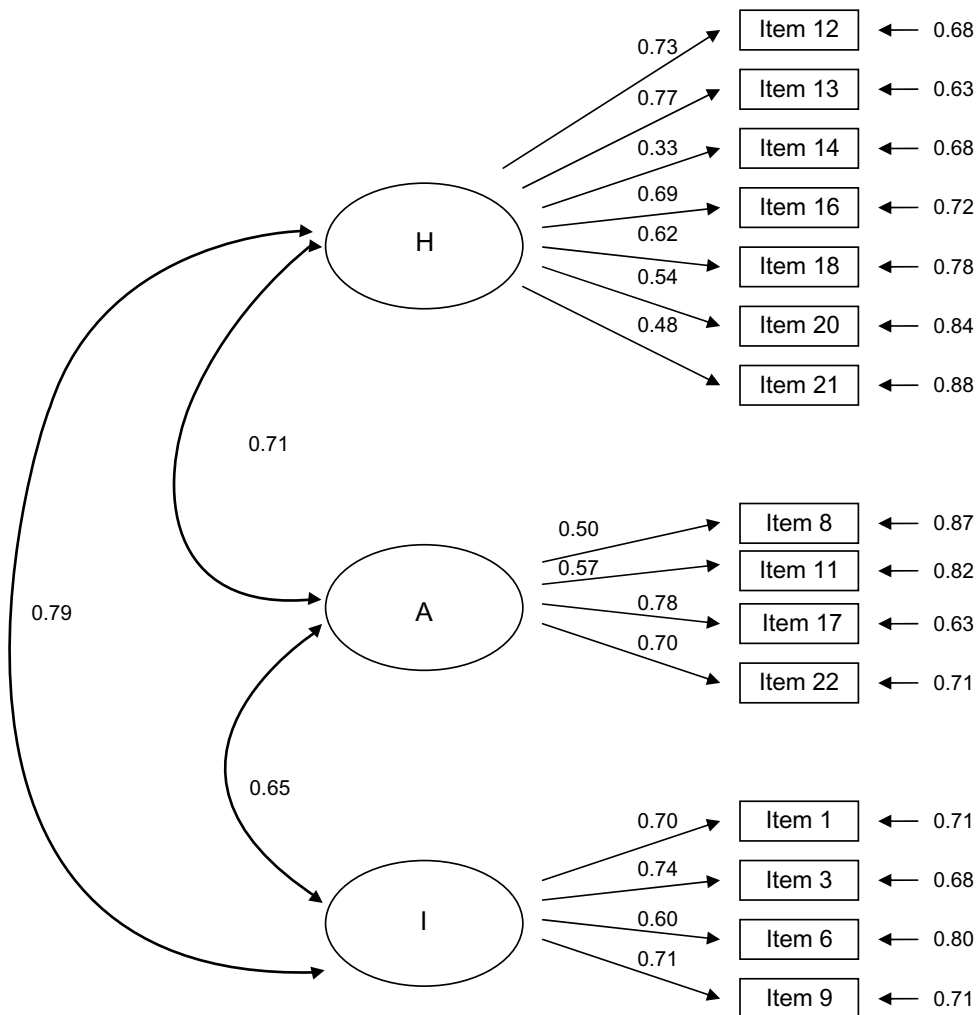 0.73 Item 12 0.68
0.77 Item 13 0.63
0.33 Item 14 0.68
0.69 Item 16 0.72
H
0.62 Item 18 0.78
0.54 Item 20 0.84
0.48 Item 21 0.88
0.71
0.50 Item 8 0.87
0.57 Item 11 0.82
0.79
A
0.78 Item 17 0.63
0.70 Item 22 0.71
0.65
0.70 Item 1 0.71
0.74 Item 3 0.68
I
0.60 Item 6 0.80
0.71 Item 9 0.71